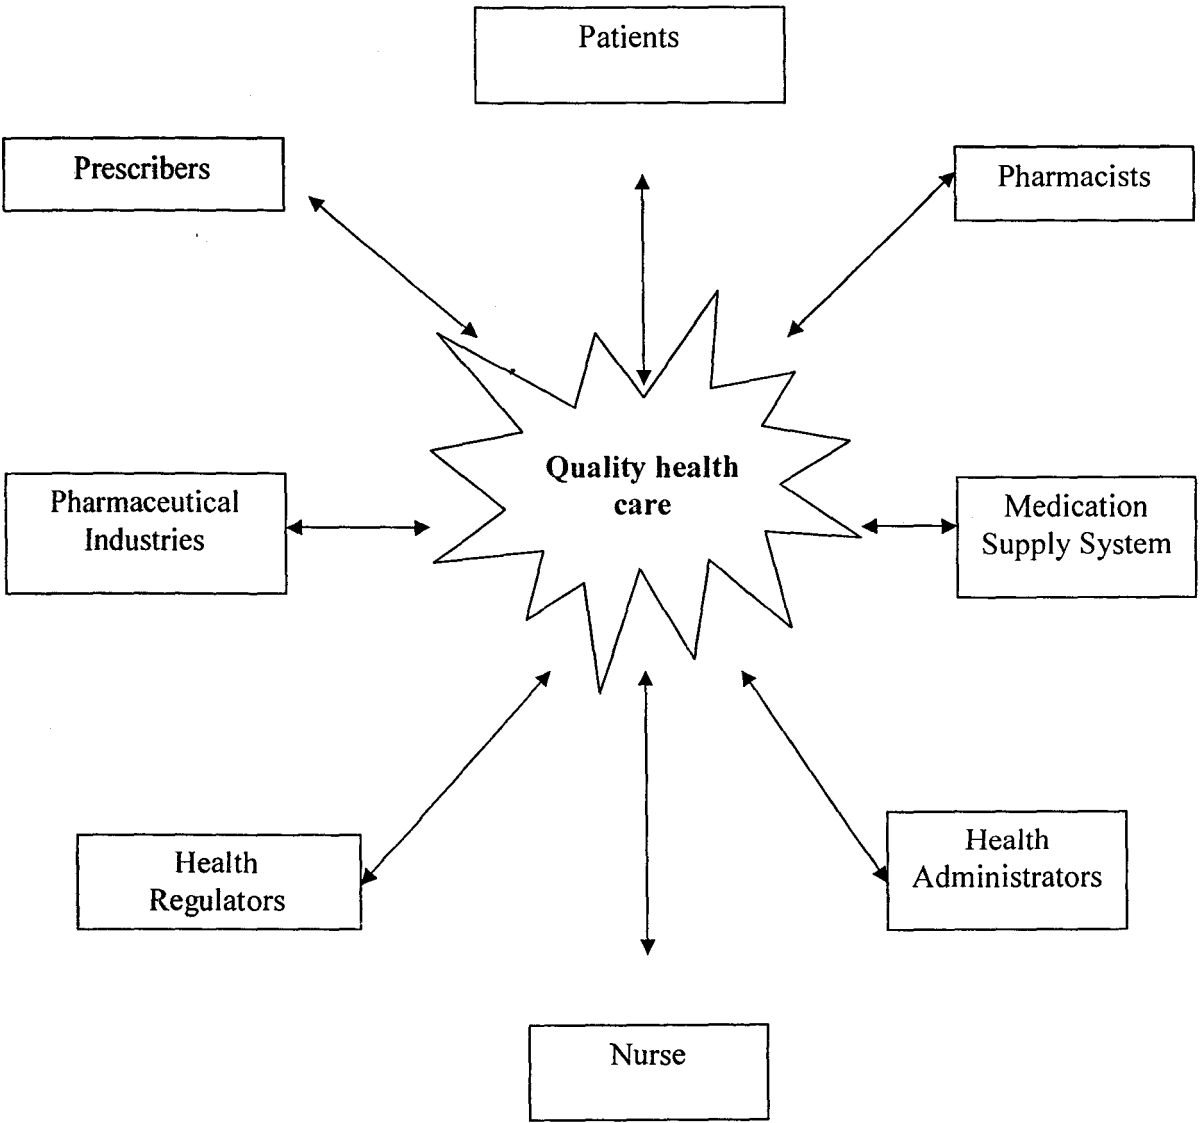 Patients
Prescribers
Pharmacists
Quality health
care
Pharmaceutical
Industries
Medication
Supply System
Health
Regulators
Health
Administrators
Nurse